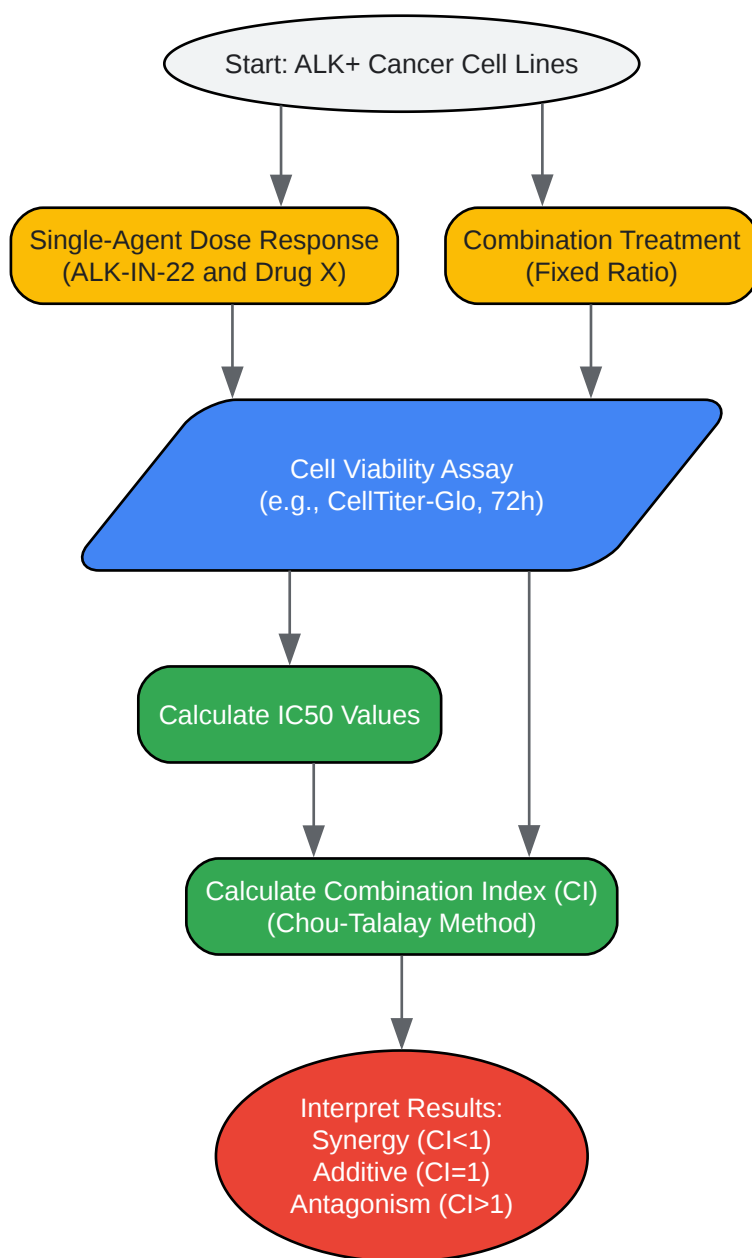 Start: ALK+ Cancer Cell Lines
Single-Agent Dose Response
(ALK-IN-22 and Drug X)
Combination Treatment
(Fixed Ratio)
Cell Viability Assay
(e.g., CellTiter-Glo, 72h)
Calculate IC50 Values
Calculate Combination Index (CI)
(Chou-Talalay Method)
Interpret Results:
Synergy (CI<1)
Additive (CI=1)
Antagonism (CI>1)